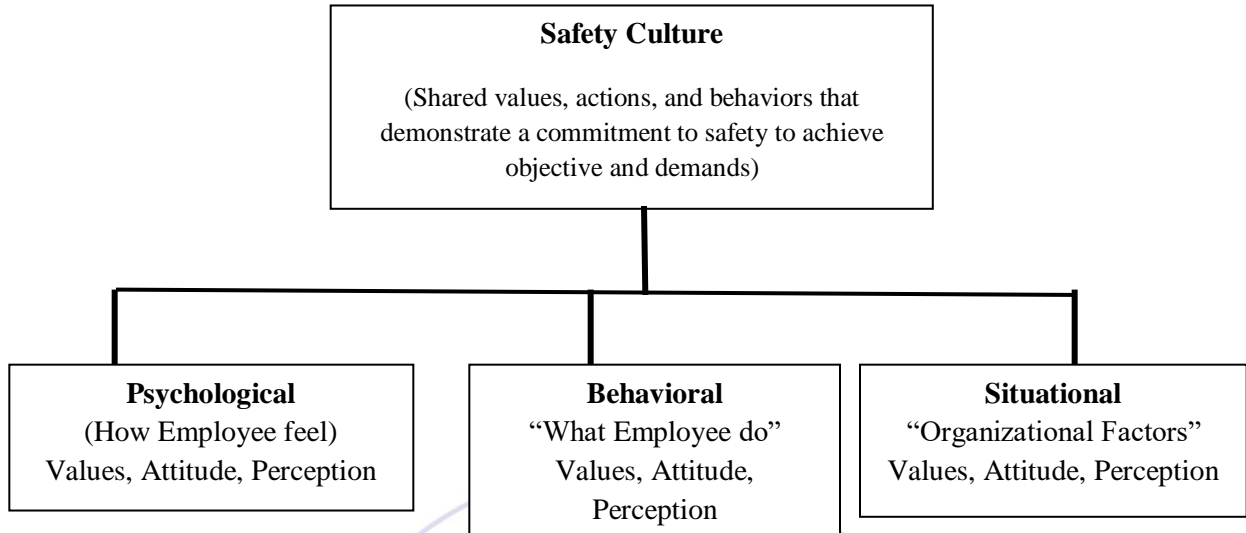 Safety Culture
(Shared values, actions, and behaviors that
demonstrate a commitment to safety to achieve
objective and demands)
Psychological
(How Employee feel)
Values, Attitude, Perception
Behavioral
“What Employee do”
Values, Attitude,
Perception
Situational
“Organizational Factors”
Values, Attitude, Perception